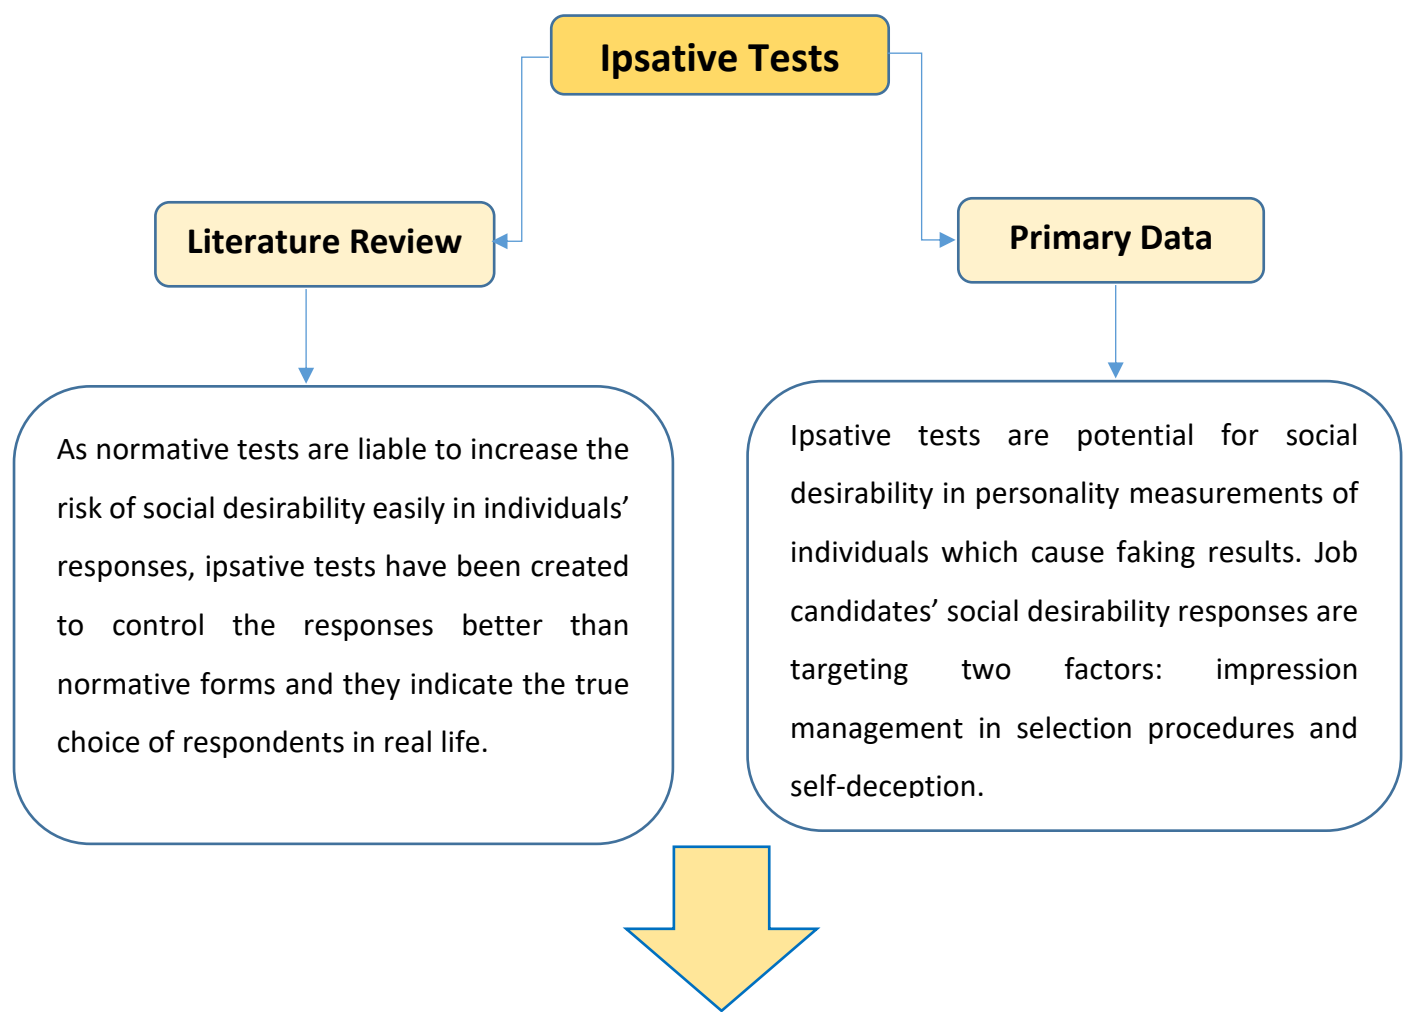 Ipsative Tests
Literature Review
Primary Data
As normative tests are liable to increase the
risk of social desirability easily in individuals’
responses, ipsative tests have been created
to control the responses better than
normative forms and they indicate the true
choice of respondents in real life.
Ipsative tests are potential for social
desirability in personality measurements of
individuals which cause faking results. Job
candidates’ social desirability responses are
targeting two factors: impression
management in selection procedures and
self-deception.